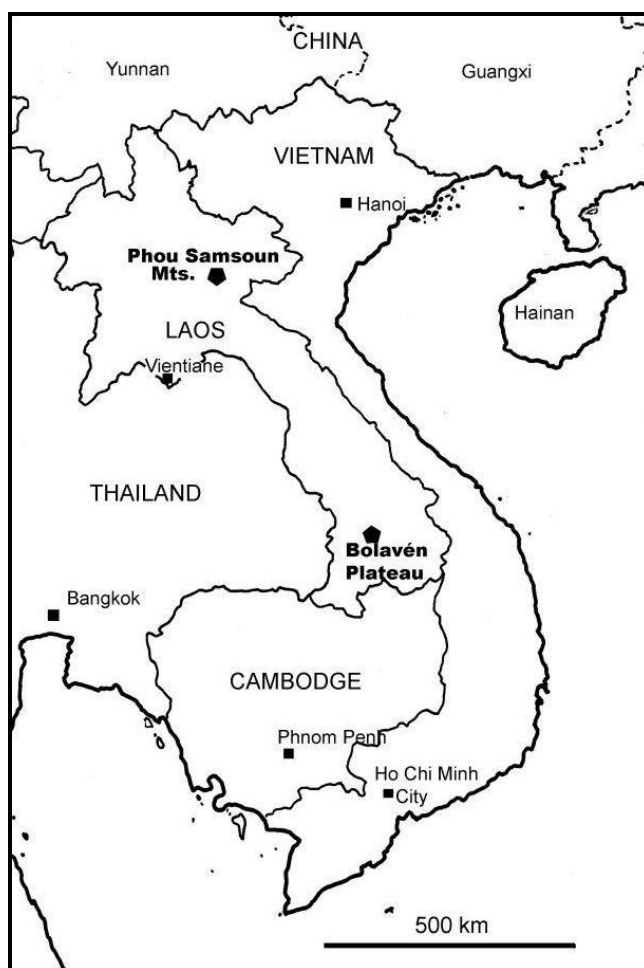 CHINA
Yunnan
Guangxi
VIETNAM
Hanoi
Phou Samsoun
Mts.
Hainan
LAOS
Vientiane
THAILAND
Bolavén
Plateau
Bangkok
CAMBODGE
Phnom Penh
Ho Chi Minh
City
500 km